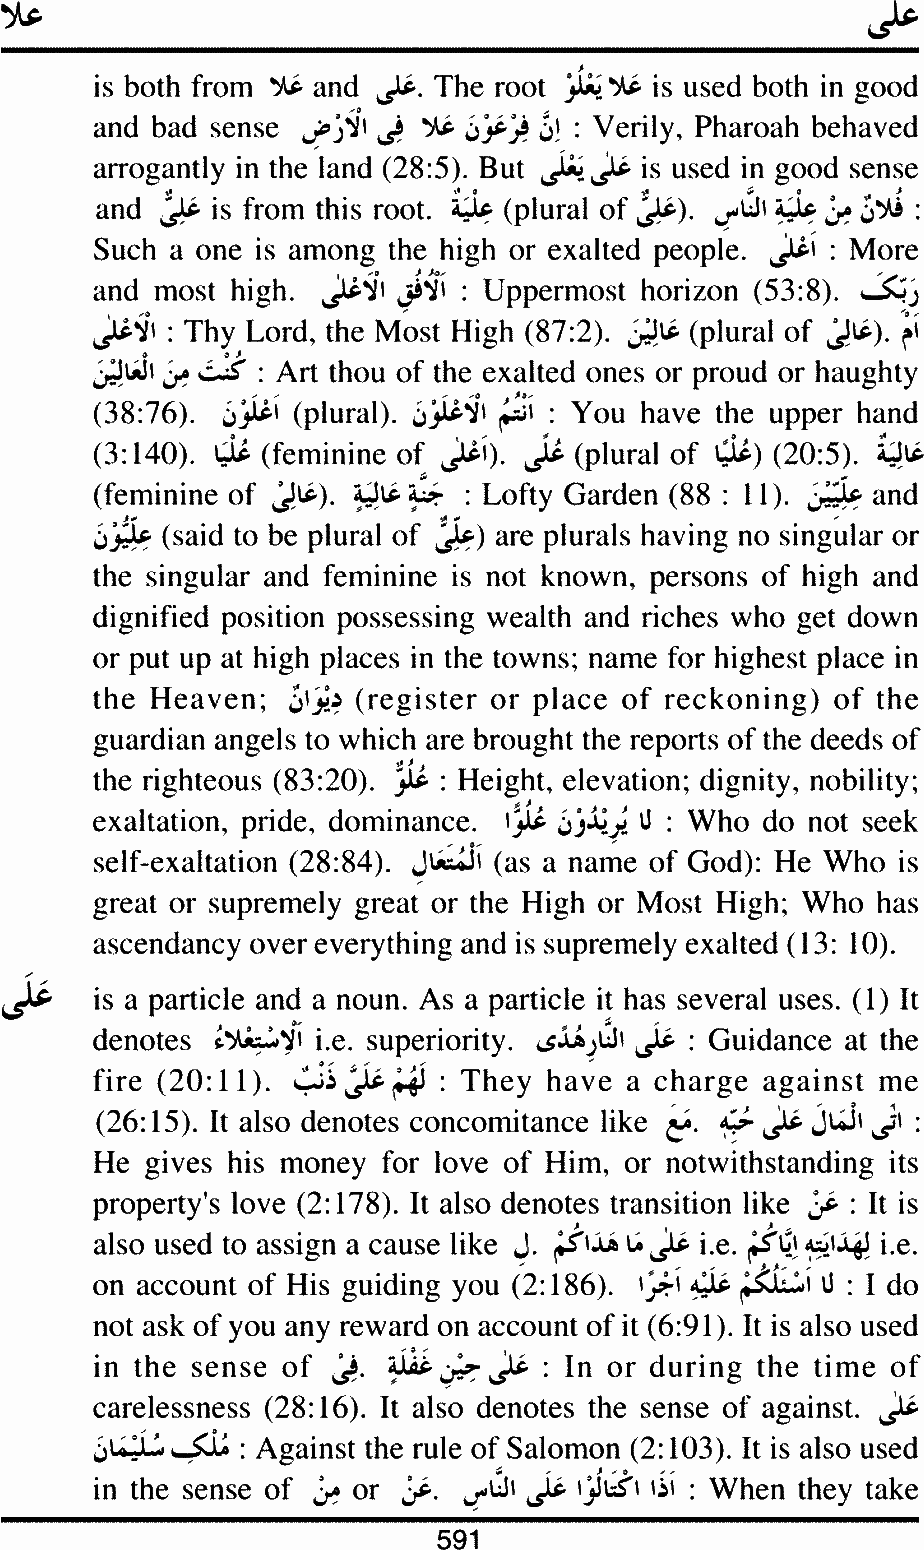 علا علی
is both from عَلا and عَلٰی. The root عَلا يَعْلُوْ is used both in good
and bad sense اِنَّ فِرْعَوْنَ عَلا فِی الْاَرْضِ : Verily, Pharoah behaved
arrogantly in the land (28:5). But عَلٰی يَعْلَی is used in good sense
and عَلِیٌّ is from this root. عِلْيَةٌ (plural of عَلِیٌّ). فُلانٌ مِنْ عِلْيَةِ النَّاسِ :
Such a one is among the high or exalted people. اَعْلٰی : More
and most high. اَلْاُفُقِ الْاَعْلٰی : Uppermost horizon (53:8). رَبِّکَ
الْاَعْلٰی : Thy Lord, the Most High (87:2). عَالِيْنَ (plural of عَالِیْ). اَمْ
کُنْتَ مِنَ الْعَالِيْنَ : Art thou of the exalted ones or proud or haughty
(38:76). اَعْلَوْنَ (plural). اَنْتُمُ الْاَعْلَوْنَ : You have the upper hand
(3:140). عُلْيَا (feminine of اَعْلٰی). عُلٰی (plural of عُلْيَا) (20:5). عَالِيَةٌ
(feminine of عَالِیْ). جَنَّةٍ عَالِيَةٍ : Lofty Garden (88 : 11). عِلِّيِّيْنَ and
عِلِّيُّوْنَ (said to be plural of عِلِّیٌّ) are plurals having no singular or
the singular and feminine is not known, persons of high and
dignified position possessing wealth and riches who get down
or put up at high places in the towns; name for highest place in
the Heaven; دِيْوَانٌ (register or place of reckoning) of the
guardian angels to which are brought the reports of the deeds of
the righteous (83:20). عُلُوٌّ : Height, elevation; dignity, nobility;
exaltation, pride, dominance. لا يُرِيْدُوْنَ عُلُوًّا : Who do not seek
self-exaltation (28:84). اَلْمُتَعَالِ (as a name of God): He Who is
great or supremely great or the High or Most High; Who has
ascendancy over everything and is supremely exalted (13: 10).
عَلَی is a particle and a noun. As a particle it has several uses. (1) It
denotes اَلْاِسْتِعْلاءُ i.e. superiority. عَلَی النَّارِ هُدًی : Guidance at the
fire (20:11). لَهُمْ عَلَیَّ ذَنْبٌ : They have a charge against me
(26:15). It also denotes concomitance like مَعَ. اٰتَی الْمَالَ عَلٰی حُبِّهٖ :
He gives his money for love of Him, or notwithstanding its
property's love (2:178). It also denotes transition like عَنْ : It is
also used to assign a cause like لِ. عَلٰی مَا هَدَاکُمْ i.e. لِهِدَايَتِهٖ اِيَّاکُمْ i.e.
on account of His guiding you (2:186). لَا اَسْئَلُکُمْ عَلَيْهِ اَجْرًا : I do
not ask of you any reward on account of it (6:91). It is also used
in the sense of فِیْ. عَلٰی حِيْنِ غَفْلَةٍ : In or during the time of
carelessness (28:16). It also denotes the sense of against. عَلٰی
مُلْکِ سُلَيْمَانَ : Against the rule of Salomon (2:103). It is also used
in the sense of مِنْ or عَنْ. اَذَا اکْتَالُوْا عَلَی النَّاسِ : When they take
591